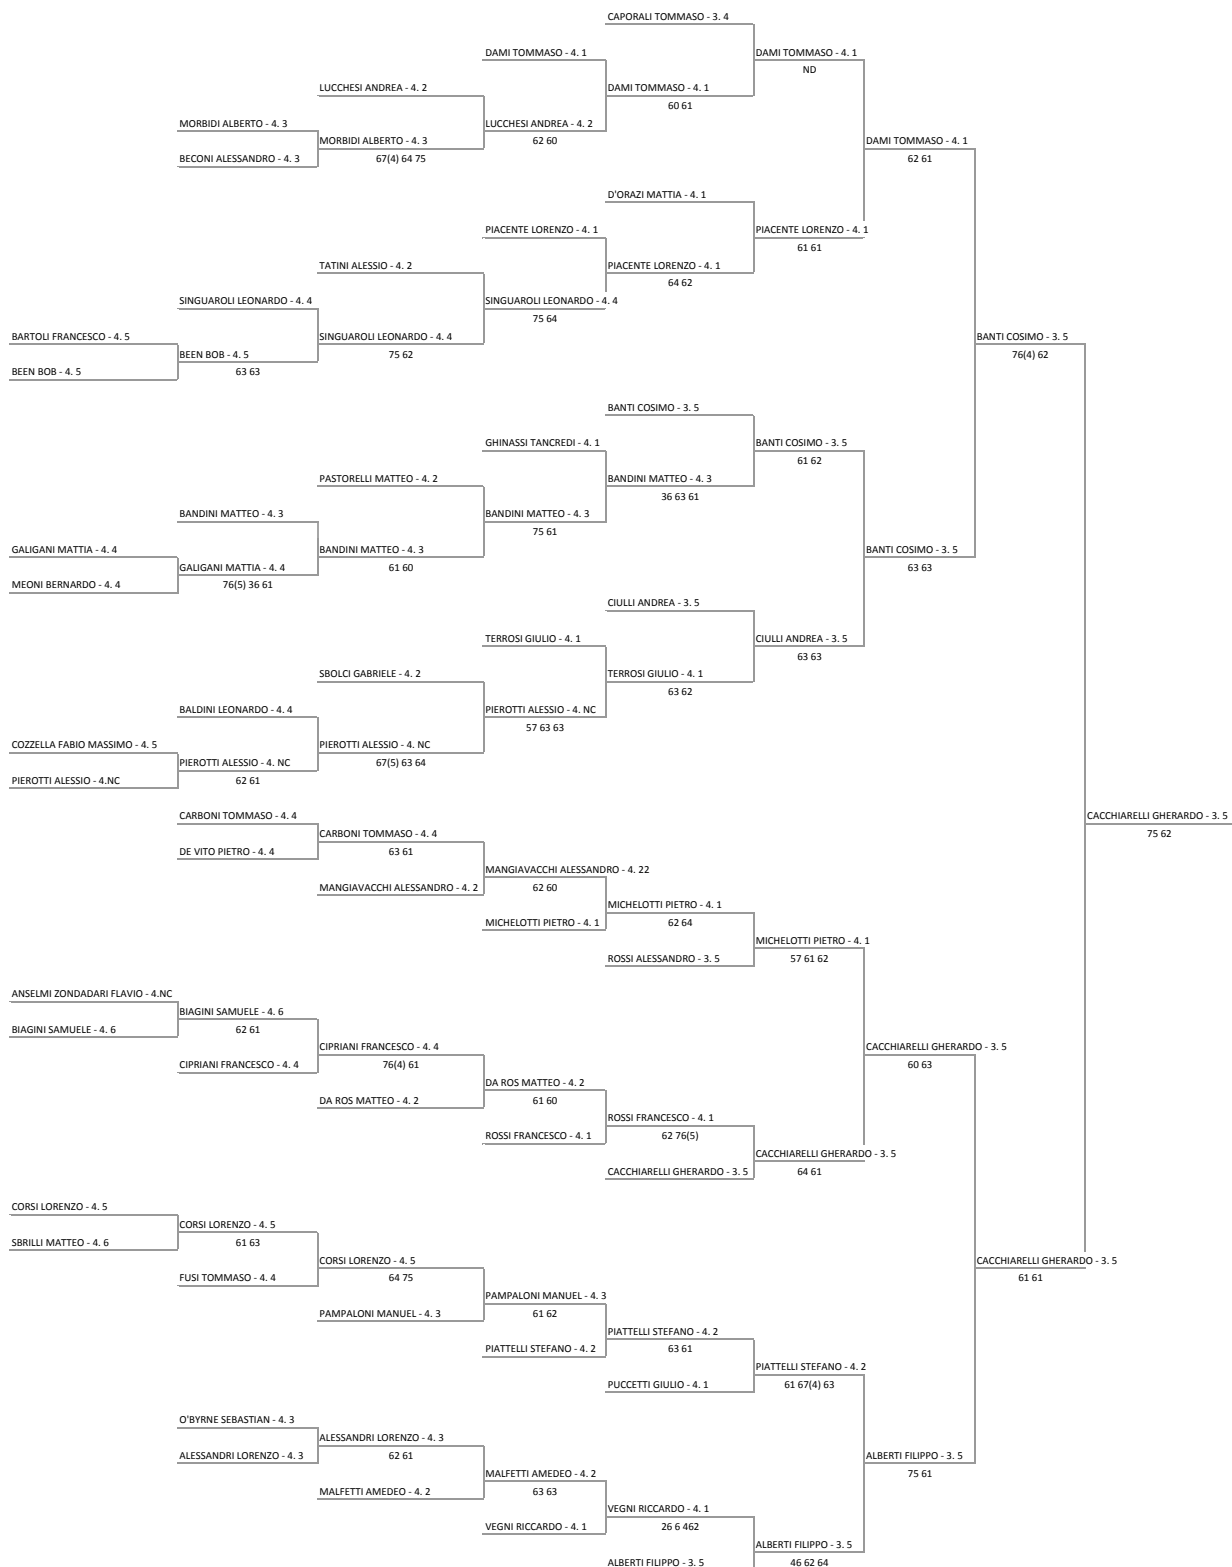 CAPORALI TOMMASO - 3. 4
DAMI TOMMASO - 4. 1
DAMI TOMMASO - 4. 1
ND
LUCCHESI ANDREA - 4. 2
DAMI TOMMASO - 4. 1
60 61
MORBIDI ALBERTO - 4. 3
LUCCHESI ANDREA - 4. 2
62 60
MORBIDI ALBERTO - 4. 3
67(4) 64 75
DAMI TOMMASO - 4. 1
62 61
BECONI ALESSANDRO - 4. 3
D'ORAZI MATTIA - 4. 1
PIACENTE LORENZO - 4. 1
PIACENTE LORENZO - 4. 1
61 61
TATINI ALESSIO - 4. 2
PIACENTE LORENZO - 4. 1
64 62
SINGUAROLI LEONARDO - 4. 4
SINGUAROLI LEONARDO - 4. 4
75 64
BARTOLI FRANCESCO - 4. 5
SINGUAROLI LEONARDO - 4. 4
75 62
BANTI COSIMO - 3. 5
76(4) 62
BEEN BOB - 4. 5
63 63
BEEN BOB - 4. 5
BANTI COSIMO - 3. 5
GHINASSI TANCREDI - 4. 1
BANTI COSIMO - 3. 5
61 62
PASTORELLI MATTEO - 4. 2
BANDINI MATTEO - 4. 3
36 63 61
BANDINI MATTEO - 4. 3
BANDINI MATTEO - 4. 3
75 61
GALIGANI MATTIA - 4. 4
BANDINI MATTEO - 4. 3
61 60
BANTI COSIMO - 3. 5
63 63
GALIGANI MATTIA - 4. 4
76(5) 36 61
MEONI BERNARDO - 4. 4
CIULLI ANDREA - 3. 5
TERROSI GIULIO - 4. 1
CIULLI ANDREA - 3. 5
63 63
SBOLCI GABRIELE - 4. 2
TERROSI GIULIO - 4. 1
63 62
BALDINI LEONARDO - 4. 4
PIEROTTI ALESSIO - 4. NC
57 63 63
COZZELLA FABIO MASSIMO - 4. 5
PIEROTTI ALESSIO - 4. NC
67(5) 63 64
PIEROTTI ALESSIO - 4. NC
62 61
PIEROTTI ALESSIO - 4.NC
CARBONI TOMMASO - 4. 4
CACCHIARELLI GHERARDO - 3. 5
75 62
CARBONI TOMMASO - 4. 4
63 61
DE VITO PIETRO - 4. 4
MANGIAVACCHI ALESSANDRO - 4. 22
62 60
MANGIAVACCHI ALESSANDRO - 4. 2
MICHELOTTI PIETRO - 4. 1
62 64
MICHELOTTI PIETRO - 4. 1
MICHELOTTI PIETRO - 4. 1
57 61 62
ROSSI ALESSANDRO - 3. 5
ANSELMI ZONDADARI FLAVIO - 4.NC
BIAGINI SAMUELE - 4. 6
62 61
BIAGINI SAMUELE - 4. 6
CIPRIANI FRANCESCO - 4. 4
76(4) 61
CACCHIARELLI GHERARDO - 3. 5
60 63
CIPRIANI FRANCESCO - 4. 4
DA ROS MATTEO - 4. 2
61 60
DA ROS MATTEO - 4. 2
ROSSI FRANCESCO - 4. 1
62 76(5)
ROSSI FRANCESCO - 4. 1
CACCHIARELLI GHERARDO - 3. 5
64 61
CACCHIARELLI GHERARDO - 3. 5
CORSI LORENZO - 4. 5
CORSI LORENZO - 4. 5
61 63
SBRILLI MATTEO - 4. 6
CORSI LORENZO - 4. 5
64 75
CACCHIARELLI GHERARDO - 3. 5
61 61
FUSI TOMMASO - 4. 4
PAMPALONI MANUEL - 4. 3
61 62
PAMPALONI MANUEL - 4. 3
PIATTELLI STEFANO - 4. 2
63 61
PIATTELLI STEFANO - 4. 2
PIATTELLI STEFANO - 4. 2
61 67(4) 63
PUCCETTI GIULIO - 4. 1
O'BYRNE SEBASTIAN - 4. 3
ALESSANDRI LORENZO - 4. 3
62 61
ALESSANDRI LORENZO - 4. 3
ALBERTI FILIPPO - 3. 5
75 61
MALFETTI AMEDEO - 4. 2
63 63
MALFETTI AMEDEO - 4. 2
VEGNI RICCARDO - 4. 1
26 6 462
VEGNI RICCARDO - 4. 1
ALBERTI FILIPPO - 3. 5
46 62 64
ALBERTI FILIPPO - 3. 5